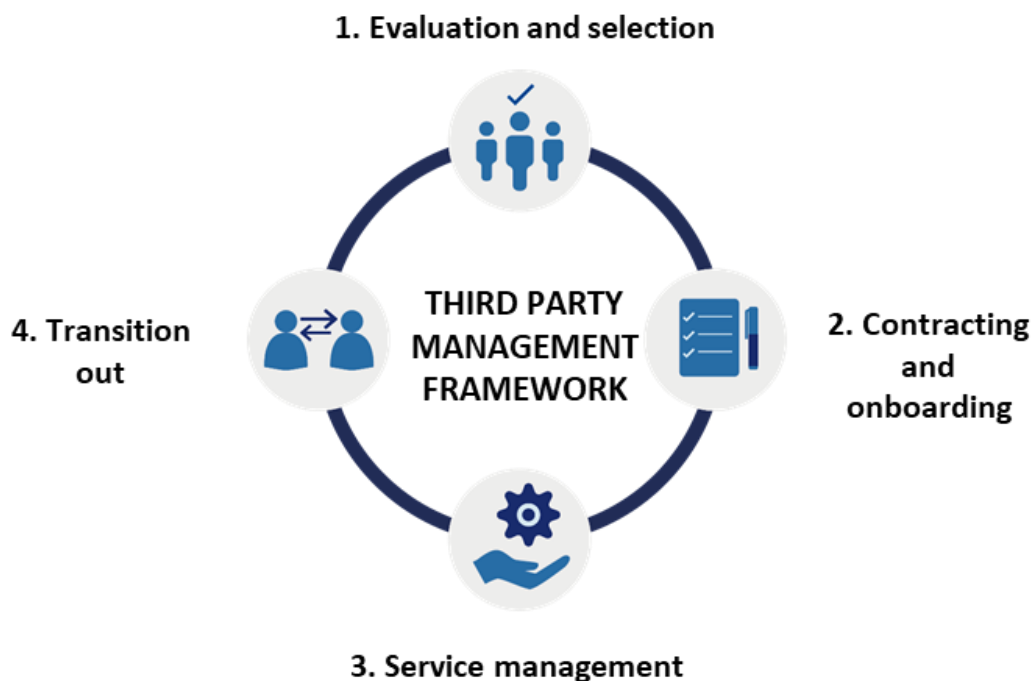 1. Evaluation and selection
THIRD PARTY
MANAGEMENT
FRAMEWORK
2. Contracting
and
onboarding
3. Service management
4. Transition
out